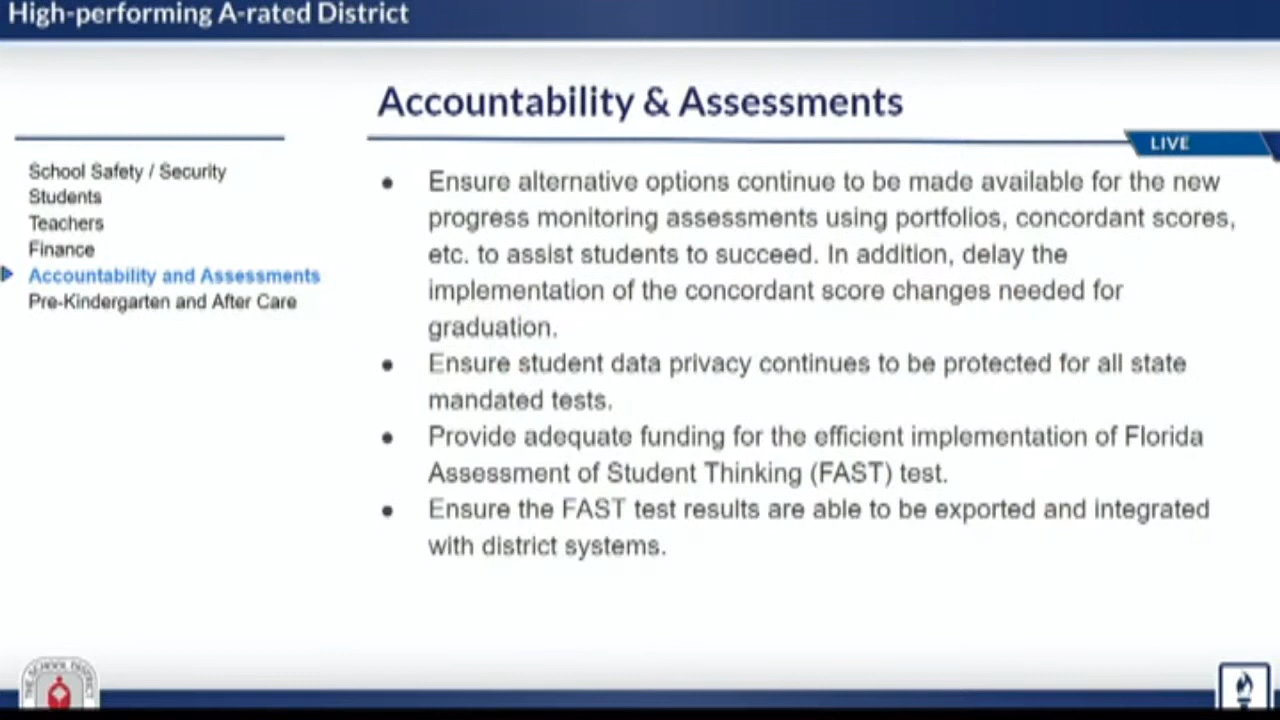 High-performing A-rated District
Accountability & Assessments
LIVE
School Safety / Security
Students
Teachers
Finance
Accountability and Assessments
Pre-Kindergarten and After Care
• Ensure alternative options continue to be made available for the new
progress monitoring assessments using portfolios, concordant scores,
etc. to assist students to succeed. In addition, delay the
implementation of the concordant score changes needed for
graduation.
• Ensure student data privacy continues to be protected for all state
mandated tests.
• Provide adequate funding for the efficient implementation of Florida
Assessment of Student Thinking (FAST) test.
• Ensure the FAST test results are able to be exported and integrated
with district systems.
THE SCHOOL DISTRICT